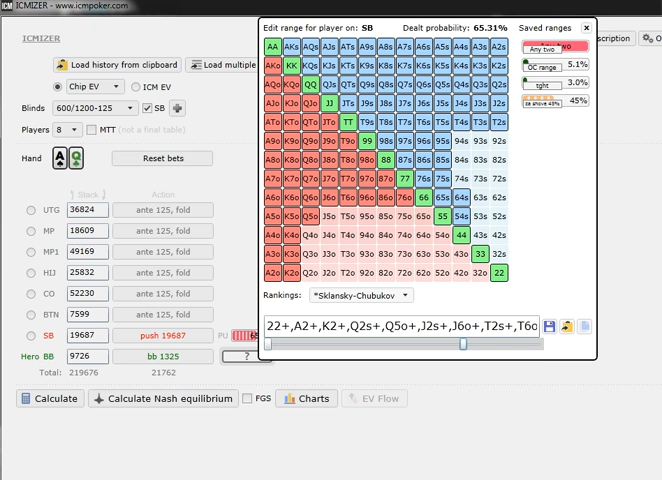 ICMIZER - www.icmpoker.com
ICMIZER
Load history from clipboard
Load multiple
scription
Chip EV
ICM EV
Blinds 600/1200-125 SB
Players 8 MTT (not a final table)
Hand A Q Reset bets
Stack Action
UTG 36824 ante 125, fold
MP 18609 ante 125, fold
MP1 49169 ante 125, fold
HIJ 25832 ante 125, fold
CO 52230 ante 125, fold
BTN 7599 ante 125, fold
SB 19687 push 19687 PU
Hero BB 9726 bb 1325 ?
Total: 219676 21762
Calculate
Calculate Nash equilibrium
FGS
Charts
EV Flow
Edit range for player on: SB Dealt probability: 65.31% Saved ranges
AA AKs AQs AJs ATs A9s A8s A7s A6s A5s A4s A3s A2s
AKo KK KQs KJs KTs K9s K8s K7s K6s K5s K4s K3s K2s
AQo KQo QQ QJs QTs Q9s Q8s Q7s Q6s Q5s Q4s Q3s Q2s
AJo KJo QJo JJ JTs J9s J8s J7s J6s J5s J4s J3s J2s
ATo KTo QTo JTo TT T9s T8s T7s T6s T5s T4s T3s T2s
A9o K9o Q9o J9o T9o 99 98s 97s 96s 95s 94s 93s 92s
A8o K8o Q8o J8o T8o 98o 88 87s 86s 85s 84s 83s 82s
A7o K7o Q7o J7o T7o 97o 87o 77 76s 75s 74s 73s 72s
A6o K6o Q6o J6o T6o 96o 86o 76o 66 65s 64s 63s 62s
A5o K5o Q5o J5o T5o 95o 85o 75o 65o 55 54s 53s 52s
A4o K4o Q4o J4o T4o 94o 84o 74o 64o 54o 44 43s 42s
A3o K3o Q3o J3o T3o 93o 83o 73o 63o 53o 43o 33 32s
A2o K2o Q2o J2o T2o 92o 82o 72o 62o 52o 42o 32o 22
Any two
OC range 5.1%
tght 3.0%
sa shove 45% 45%
Rankings: *Sklansky-Chubukov
22+,A2+,K2+,Q2s+,Q5o+,J2s+,J6o+,T2s+,T6o